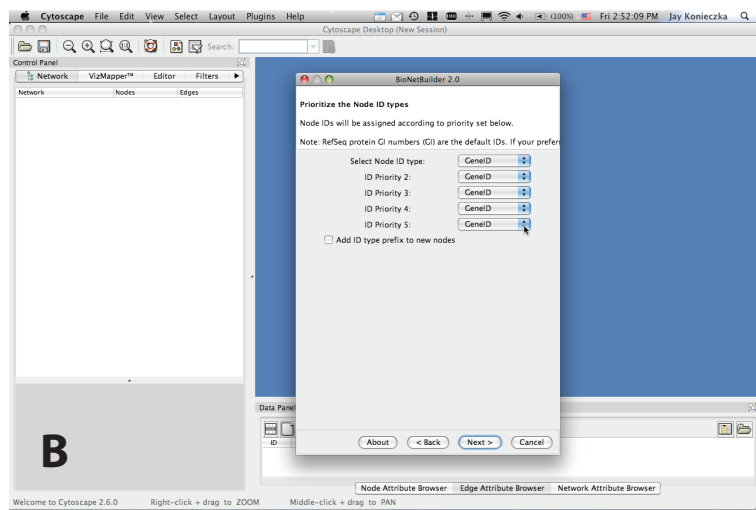 Cytoscape File Edit View Select Layout Plugins Help (100%) Fri 2:52:09 PM Jay Konieczka
Cytoscape Desktop (New Session)
Search:
Control Panel
Network VizMapper™ Editor Filters
Network Nodes Edges
BioNetBuilder 2.0
Prioritize the Node ID types
Node IDs will be assigned according to priority set below.
Note: RefSeq protein GI numbers (GI) are the default IDs. If your prefer
Select Node ID type: GeneID
ID Priority 2: GeneID
ID Priority 3: GeneID
ID Priority 4: GeneID
ID Priority 5: GeneID
Add ID type prefix to new nodes
Data Panel
ID
About < Back Next > Cancel
B
Node Attribute Browser Edge Attribute Browser Network Attribute Browser
Welcome to Cytoscape 2.6.0 Right-click + drag to ZOOM Middle-click + drag to PAN